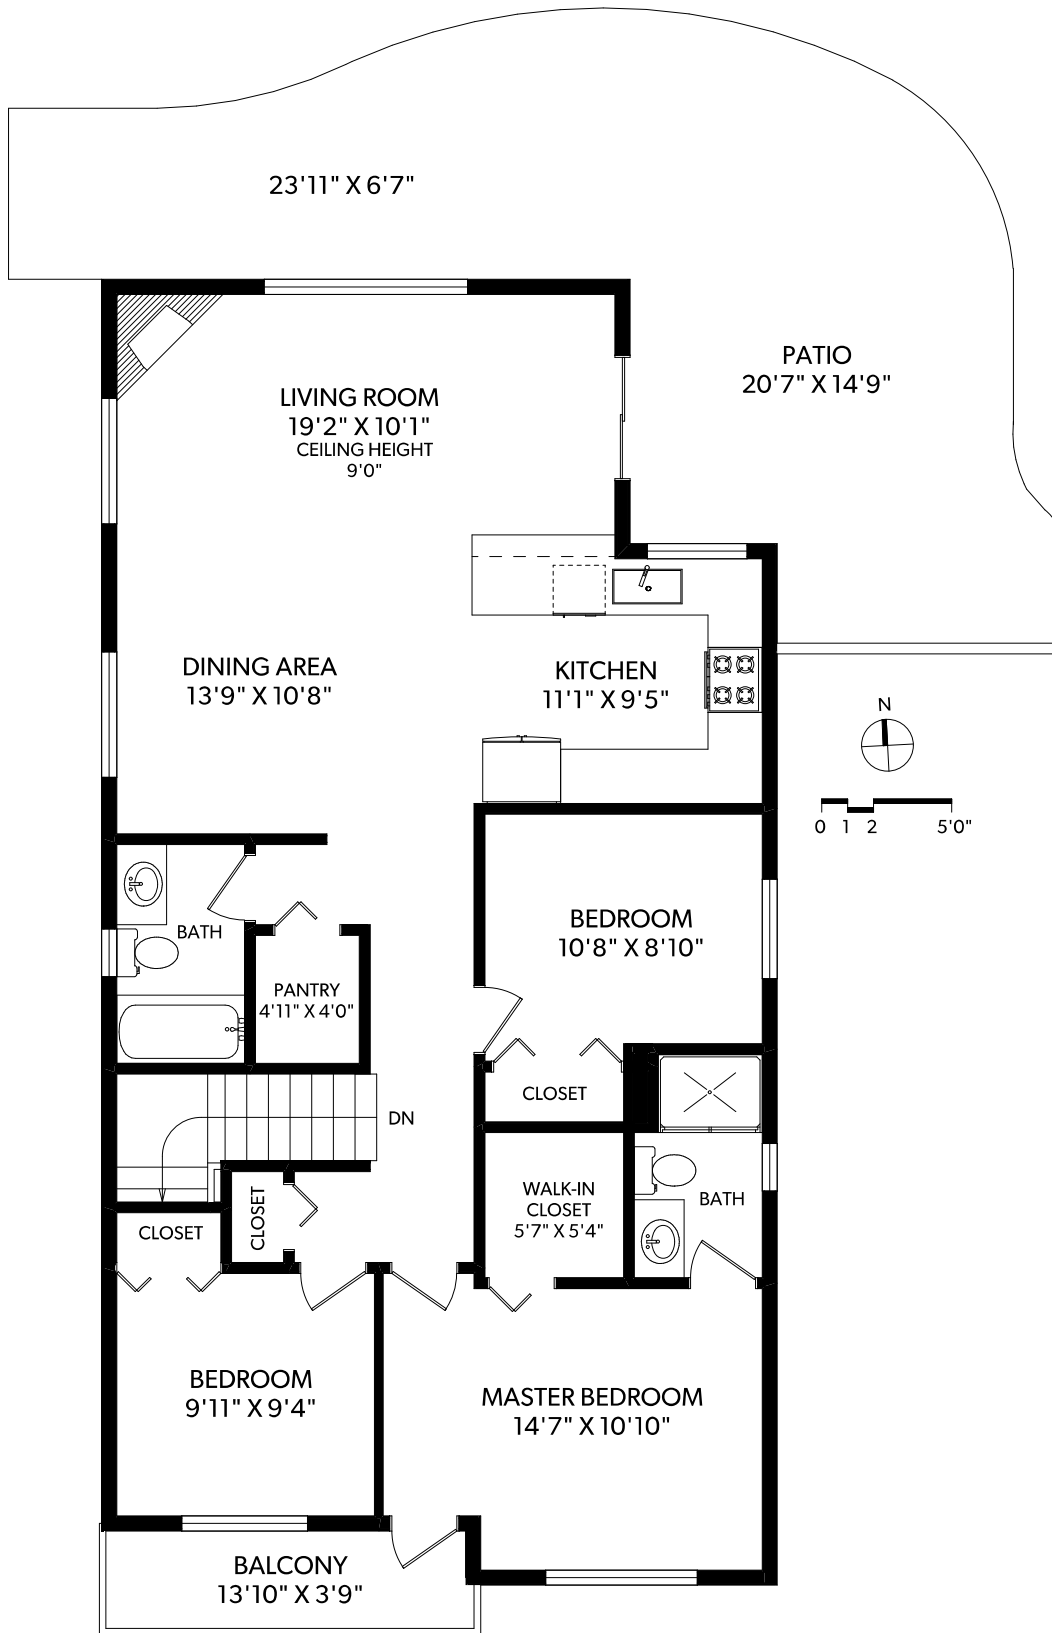 23'11" X 6'7"
PATIO
20'7" X 14'9"
LIVING ROOM
19'2" X 10'1"
CEILING HEIGHT
9'0"
DINING AREA
13'9" X 10'8"
KITCHEN
11'1" X 9'5"
N
0 1 2 5'0"
BATH
BEDROOM
10'8" X 8'10"
PANTRY
4'11" X 4'0"
CLOSET
DN
WALK-IN
CLOSET
5'7" X 5'4"
BATH
CLOSET
CLOSET
BEDROOM
9'11" X 9'4"
MASTER BEDROOM
14'7" X 10'10"
BALCONY
13'10" X 3'9"